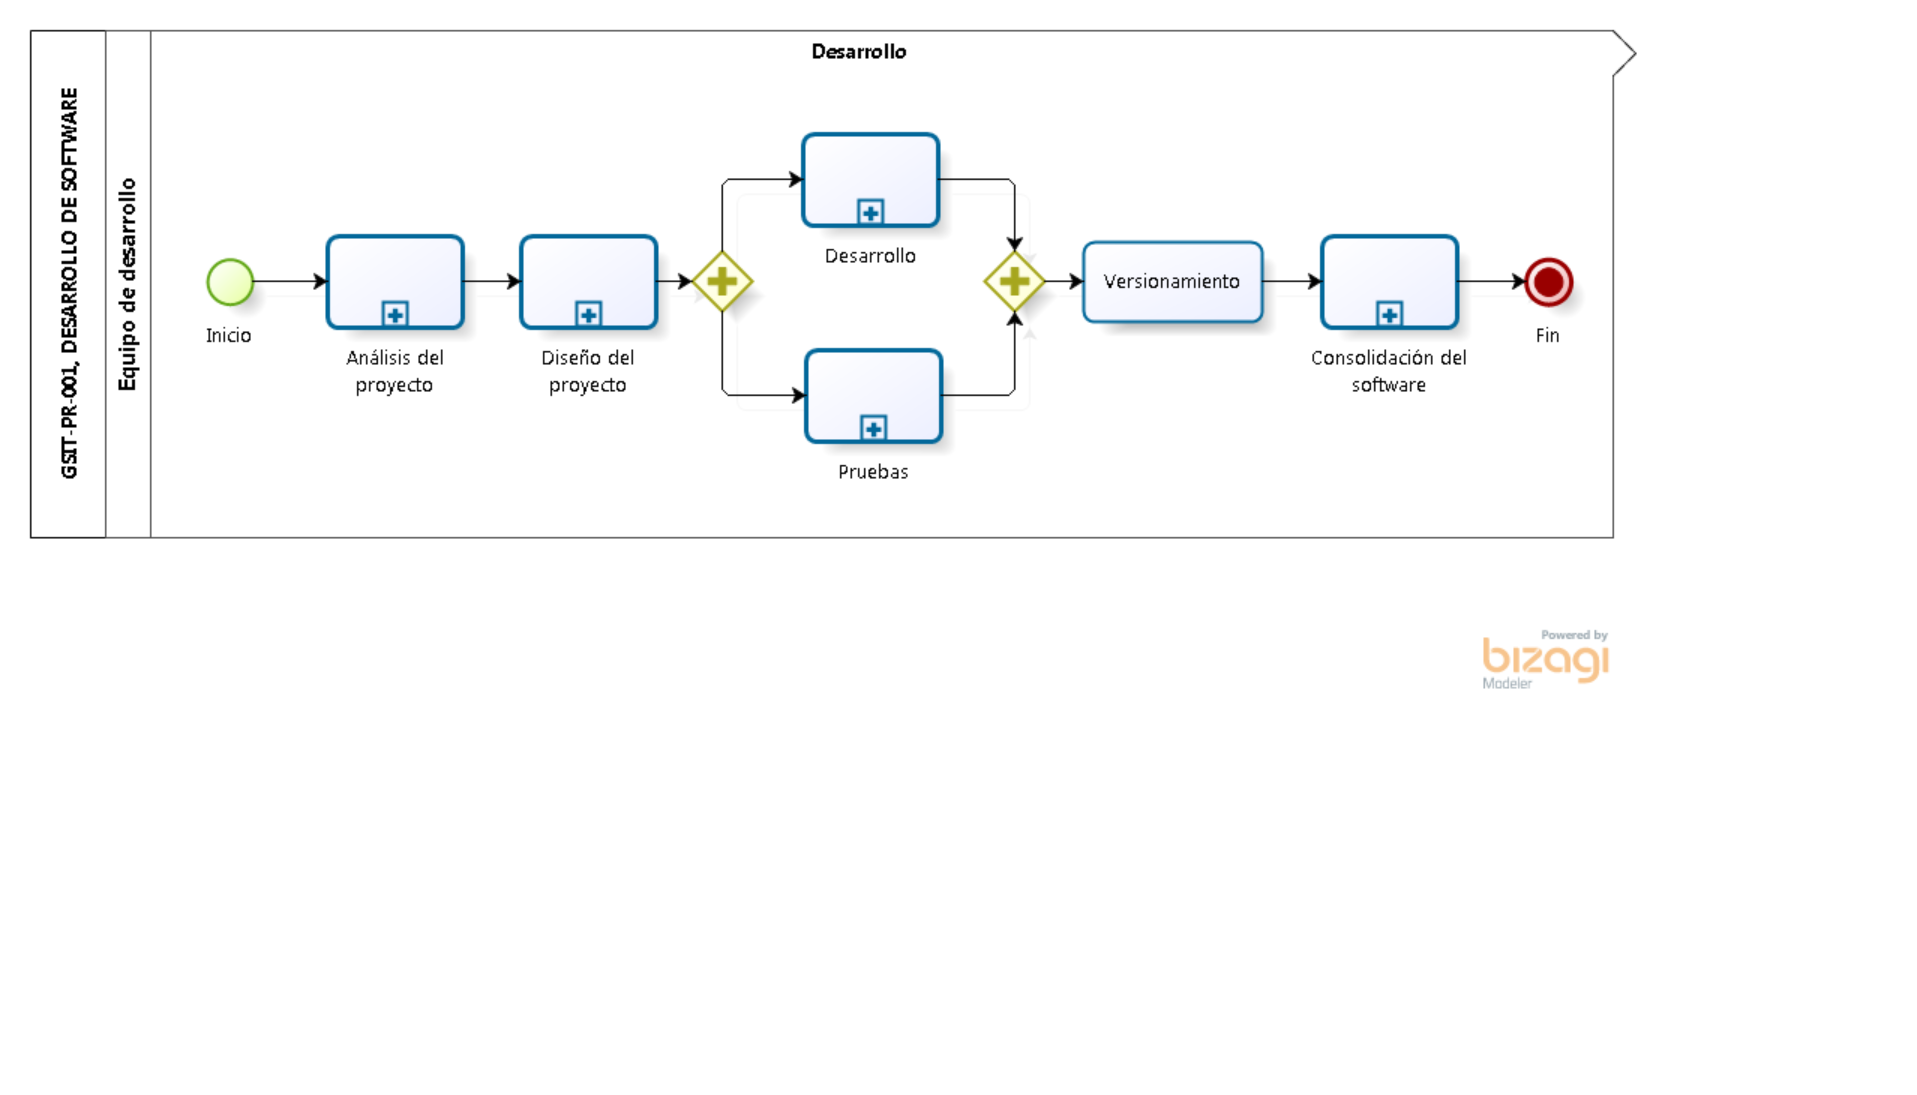 GSIT-PR-001, DESARROLLO DE SOFTWARE
Equipo de desarrollo
Desarrollo
Inicio
Análisis del
proyecto
Diseño del
proyecto
Desarrollo
Pruebas
Versionamiento
Consolidación del
software
Fin
Powered by
bizagi
Modeler